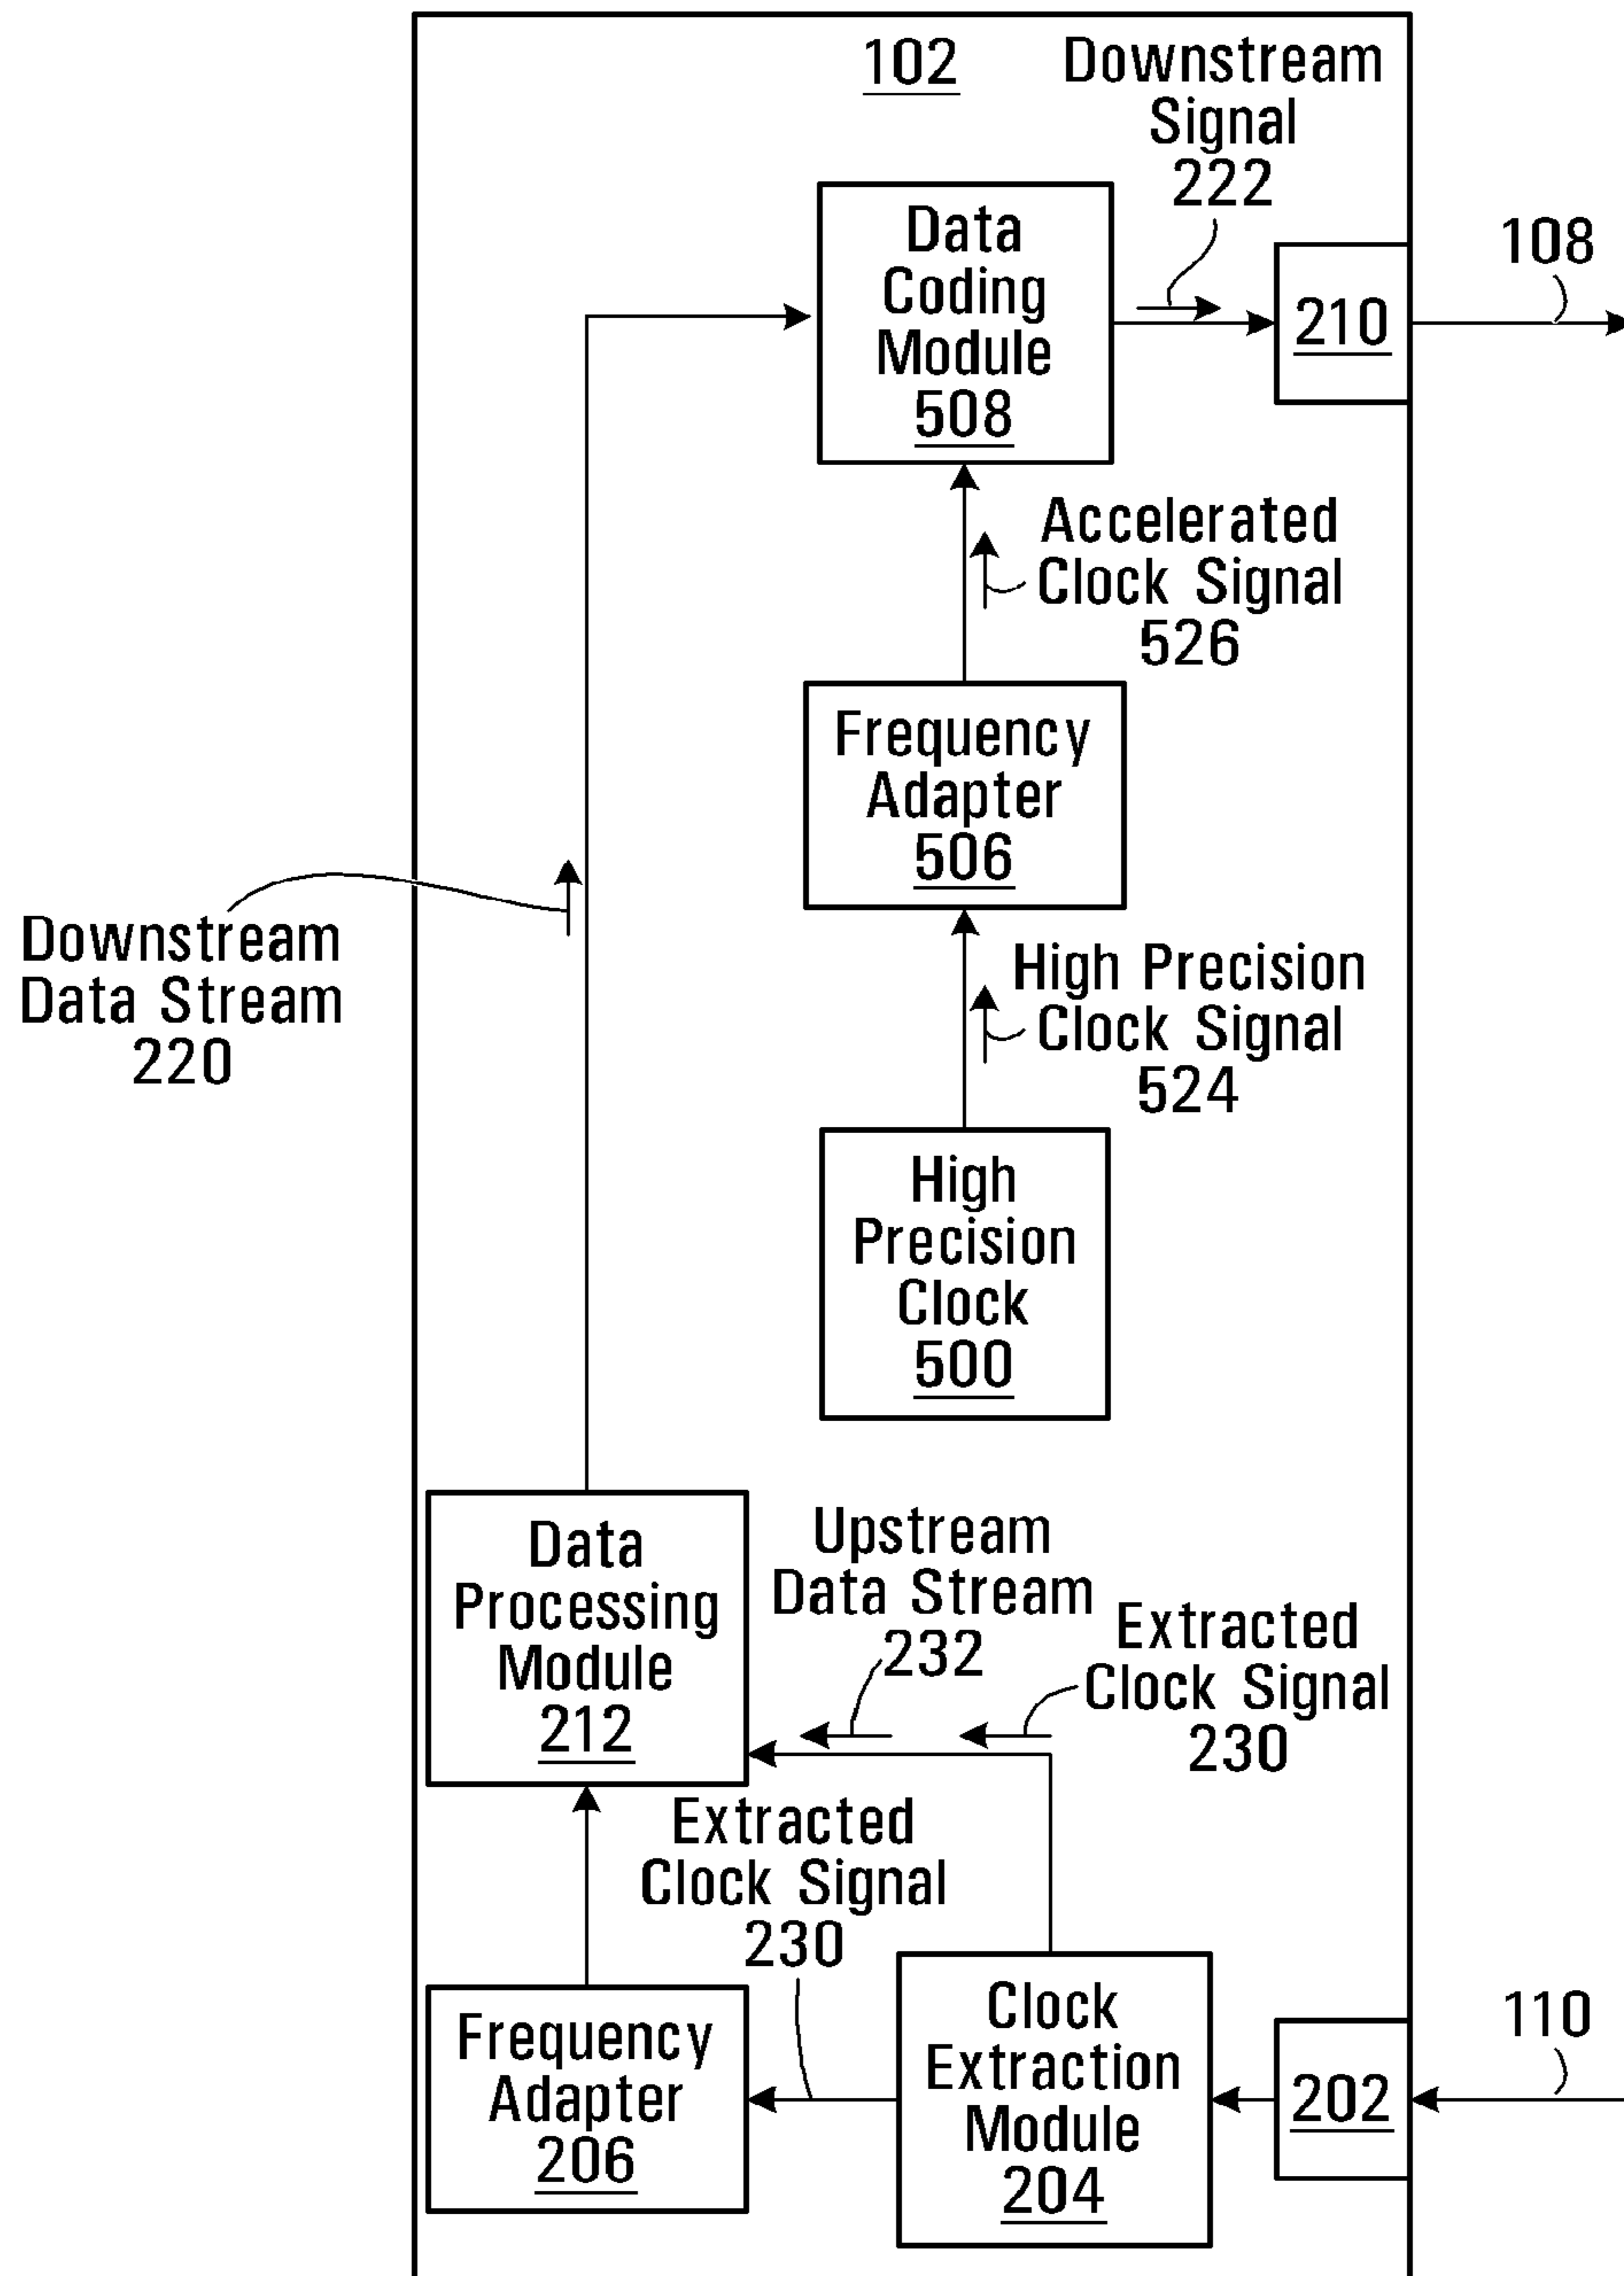 102
Downstream
Signal
222
Data
Coding
Module
508
210
108
Accelerated
Clock Signal
526
Frequency
Adapter
506
Downstream
Data Stream
220
High Precision
Clock Signal
524
High
Precision
Clock
500
Data
Processing
Module
212
Upstream
Data Stream
232
Extracted
Clock Signal
230
Extracted
Clock Signal
230
Frequency
Adapter
206
Clock
Extraction
Module
204
202
110